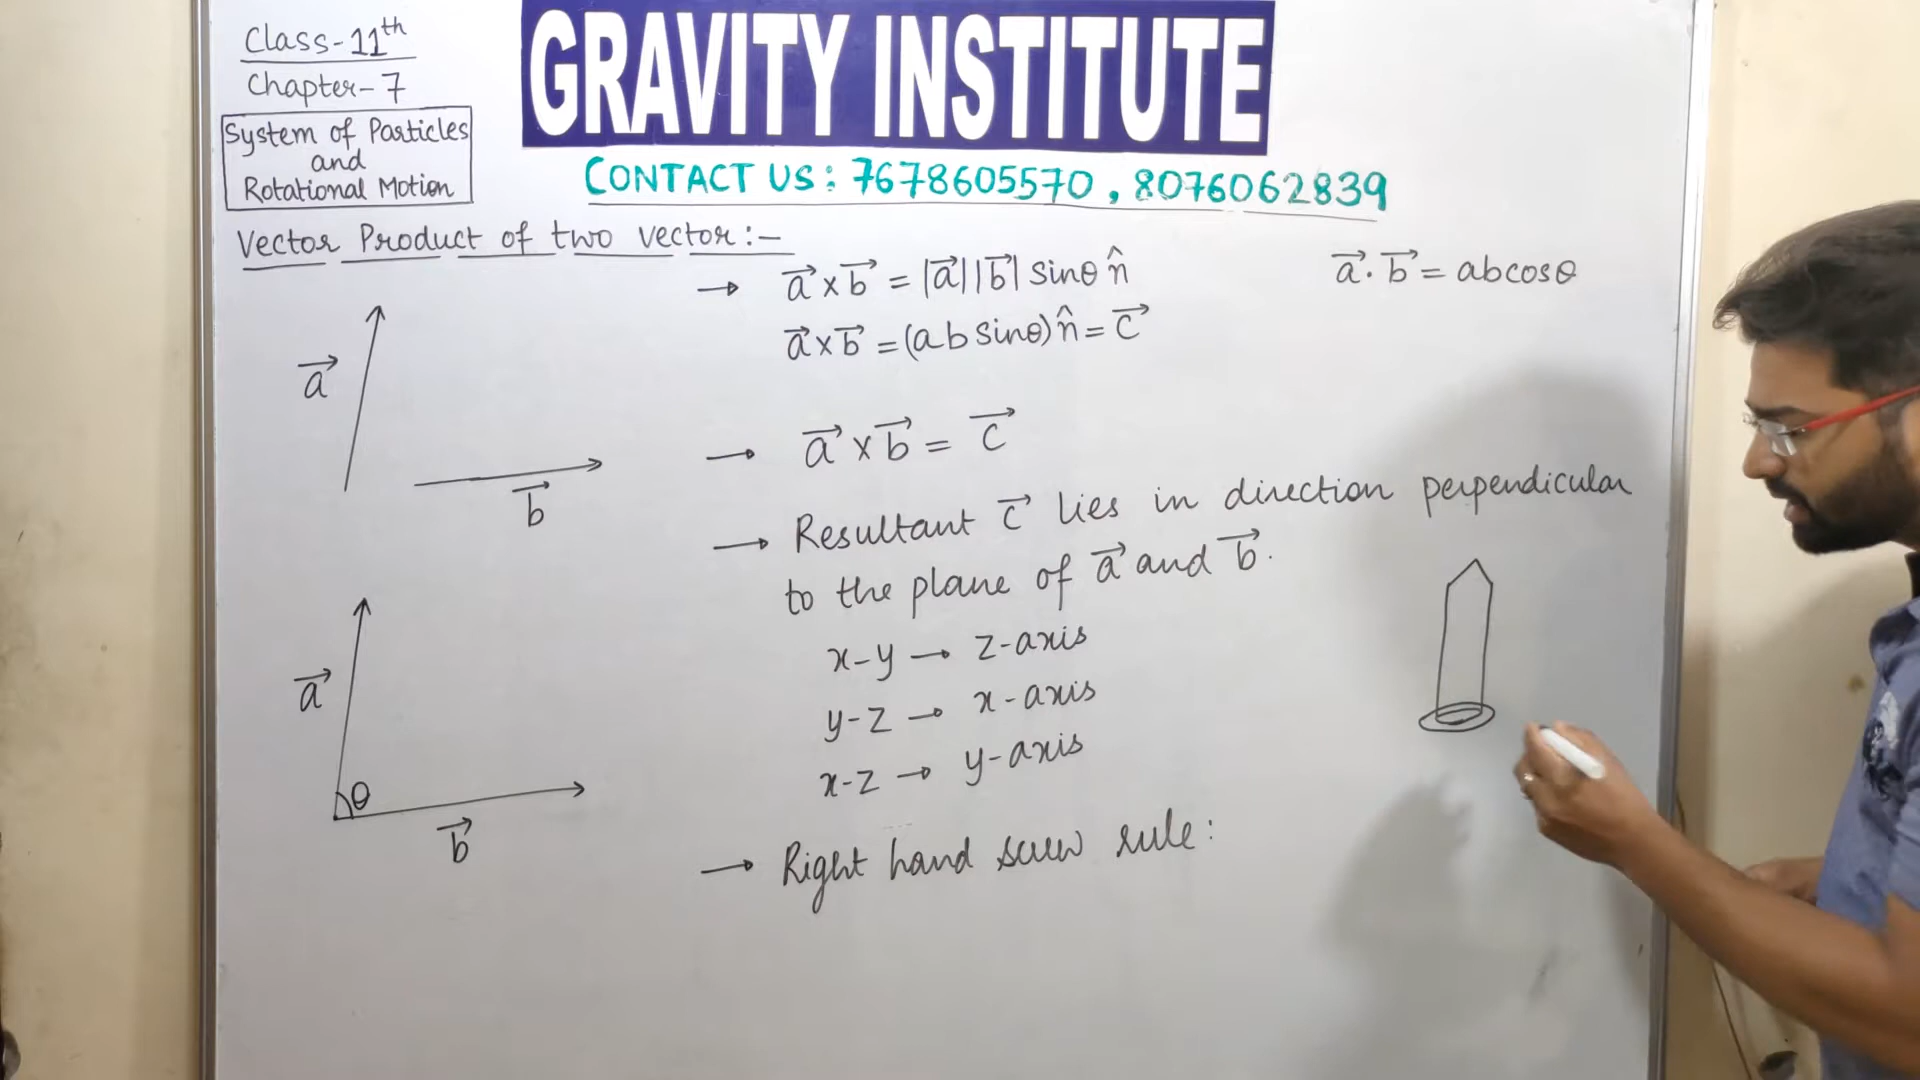 Class-11th
Chapter-7
System of Particles
and
Rotational Motion
GRAVITY INSTITUTE
CONTACT US: 7678605570, 8076062839
Vector Product of two vector:-
→ a⃗×b⃗ = |a⃗||b⃗| sinθ n̂
a⃗×b⃗ = (ab sinθ) n̂ = c⃗
a⃗·b⃗ = abcosθ
a⃗
b⃗
→ a⃗×b⃗ = c⃗
→ Resultant c⃗ lies in direction perpendicular
to the plane of a⃗ and b⃗.
x-y → z-axis
y-z → x-axis
x-z → y-axis
a⃗
θ
b⃗
→ Right hand screw rule: